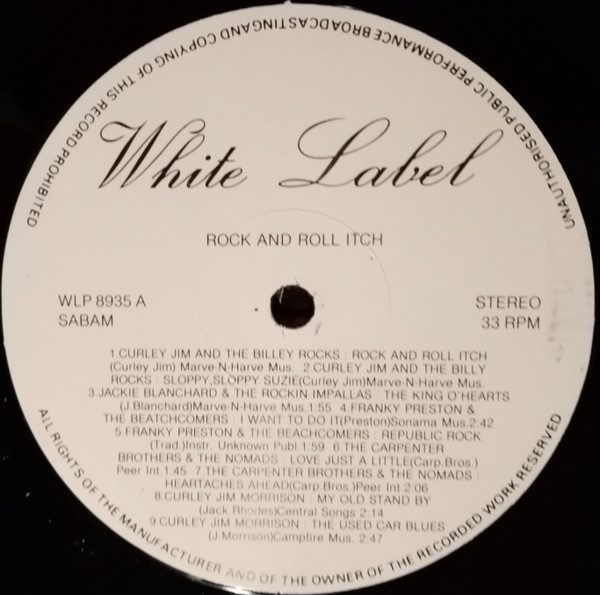 UNAUTHORISED PUBLIC PERFORMANCE BROADCASTING AND COPYING OF THIS RECORD PROHIBITED
White Label
ROCK AND ROLL ITCH
WLP 8935 A
SABAM
STEREO
33 RPM
1.CURLEY JIM AND THE BILLEY ROCKS : ROCK AND ROLL ITCH
(Curley Jim) Marve-N-Harve Mus. 2.CURLEY JIM AND THE BILLY
ROCKS : SLOPPY,SLOPPY SUZIE(Curley Jim)Marve-N-Harve Mus.
3.JACKIE BLANCHARD & THE ROCKIN IMPALLAS : THE KING O'HEARTS
(J.Blanchard)Marve-N-Harve Mus.1:55 4.FRANKY PRESTON &
THE BEATCHCOMERS : I WANT TO DO IT(Preston)Sonama Mus.2:42
5.FRANKY PRESTON & THE BEACHCOMERS : REPUBLIC ROCK
(Trad.)Instr. Unknown Publ.1:59 6.THE CARPENTER
BROTHERS & THE NOMADS : LOVE JUST A LITTLE(Carp.Bros.)
Peer Int.1:45 7.THE CARPENTER BROTHERS & THE NOMADS :
HEARTACHES AHEAD(Carp.Bros)Peer Int 2:06
8.CURLEY JIM MORRISON : MY OLD STAND BY
(Jack Rhodes)Central Songs 2:14
9.CURLEY JIM MORRISON : THE USED CAR BLUES
(J.Morrison)Campfire Mus. 2:47
ALL RIGHTS OF THE MANUFACTURER AND OF THE OWNER OF THE RECORDED WORK RESERVED